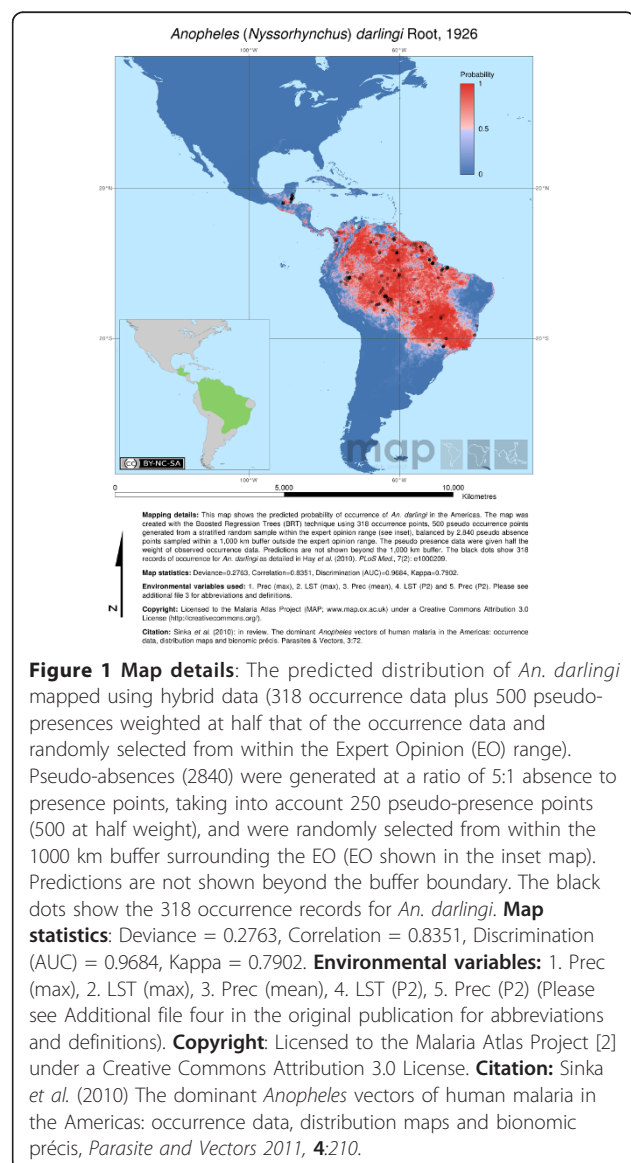 Anopheles (Nyssorhynchus) darlingi Root, 1926
100°W
60°W
Probability
1
0.5
0
20°N
20°N
20°S
20°S
map
CC BY-NC-SA
100°W
60°W
0
5,000
10,000
Kilometres
Mapping details: This map shows the predicted probability of occurrence of An. darlingi in the Americas. The map was
created with the Boosted Regression Trees (BRT) technique using 318 occurrence points, 500 pseudo occurrence points
generated from a stratified random sample within the expert opinion range (see inset), balanced by 2,840 pseudo absence
points sampled within a 1,000 km buffer outside the expert opinion range. The pseudo presence data were given half the
weight of observed occurrence data. Predictions are not shown beyond the 1,000 km buffer. The black dots show 318
records of occurrence for An. darlingi as detailed in Hay et al. (2010). PLoS Med., 7(2): e1000209.
Map statistics: Deviance=0.2763, Correlation=0.8351, Discrimination (AUC)=0.9684, Kappa=0.7902.
Environmental variables used: 1. Prec (max), 2. LST (max), 3. Prec (mean), 4. LST (P2) and 5. Prec (P2). Please see
additional file 3 for abbreviations and definitions.
Copyright: Licensed to the Malaria Atlas Project (MAP; www.map.ox.ac.uk) under a Creative Commons Attribution 3.0
License (http://creativecommons.org/).
Citation: Sinka et al. (2010): in review. The dominant Anopheles vectors of human malaria in the Americas: occurrence
data, distribution maps and bionomic précis. Parasites & Vectors, 3:72.
N
Figure 1 Map details: The predicted distribution of An. darlingi
mapped using hybrid data (318 occurrence data plus 500 pseudo-
presences weighted at half that of the occurrence data and
randomly selected from within the Expert Opinion (EO) range).
Pseudo-absences (2840) were generated at a ratio of 5:1 absence to
presence points, taking into account 250 pseudo-presence points
(500 at half weight), and were randomly selected from within the
1000 km buffer surrounding the EO (EO shown in the inset map).
Predictions are not shown beyond the buffer boundary. The black
dots show the 318 occurrence records for An. darlingi. Map
statistics: Deviance = 0.2763, Correlation = 0.8351, Discrimination
(AUC) = 0.9684, Kappa = 0.7902. Environmental variables: 1. Prec
(max), 2. LST (max), 3. Prec (mean), 4. LST (P2), 5. Prec (P2) (Please
see Additional file four in the original publication for abbreviations
and definitions). Copyright: Licensed to the Malaria Atlas Project [2]
under a Creative Commons Attribution 3.0 License. Citation: Sinka
et al. (2010) The dominant Anopheles vectors of human malaria in
the Americas: occurrence data, distribution maps and bionomic
précis, Parasite and Vectors 2011, 4:210.